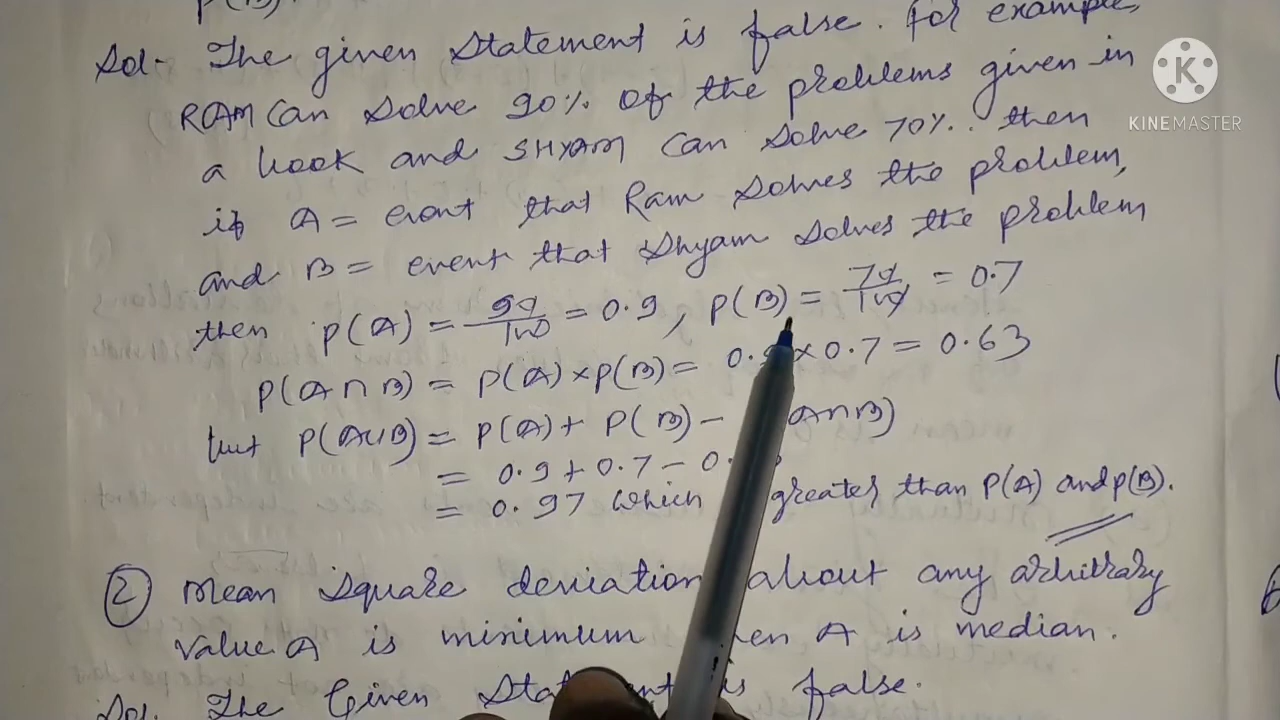 P(B).
Sol- The given Statement is false. For example,
RAM Can Solve 90% Of the problems given in
a book and SHYAM Can Solve 70%. then
if A = event that Ram Solves the problem,
and B = event that Shyam Solves the problem
then P(A) = 90/100 = 0.9, P(B) = 70/100 = 0.7
P(A∩B) = P(A)×P(B) = 0. ×0.7 = 0.63
but P(A∪B) = P(A) + P(B) - A∩B)
= 0.9 + 0.7 - 0.
= 0.97 which greater than P(A) and P(B).
② Mean Square deviation about any arbitrary
Value A is minimum A is median.
Sol. The Given is false.
K
KINEMASTER